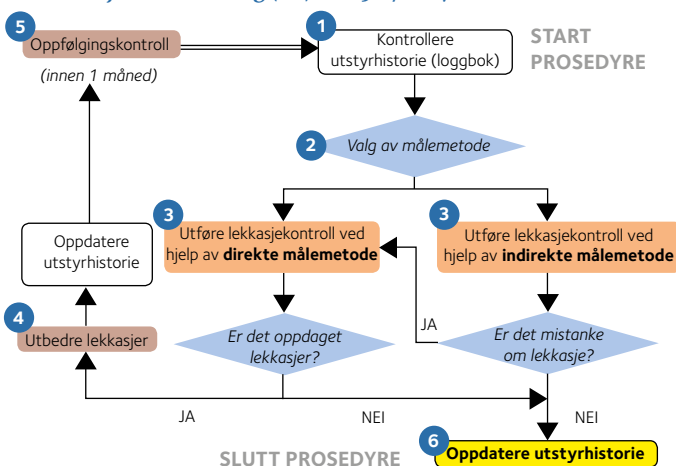 5
Oppfølgingskontroll
(innen 1 måned)
1
Kontrollere
utstyrhistorie (loggbok)
START
PROSEDYRE
2
Valg av målemetode
3
Utføre lekkasjekontroll ved
hjelp av direkte målemetode
3
Utføre lekkasjekontroll ved
hjelp av indirekte målemetode
Oppdatere
utstyrhistorie
4
Utbedre lekkasjer
Er det oppdaget
lekkasjer?
JA
Er det mistanke
om lekkasje?
JA
NEI
NEI
SLUTT PROSEDYRE
6
Oppdatere utstyrhistorie